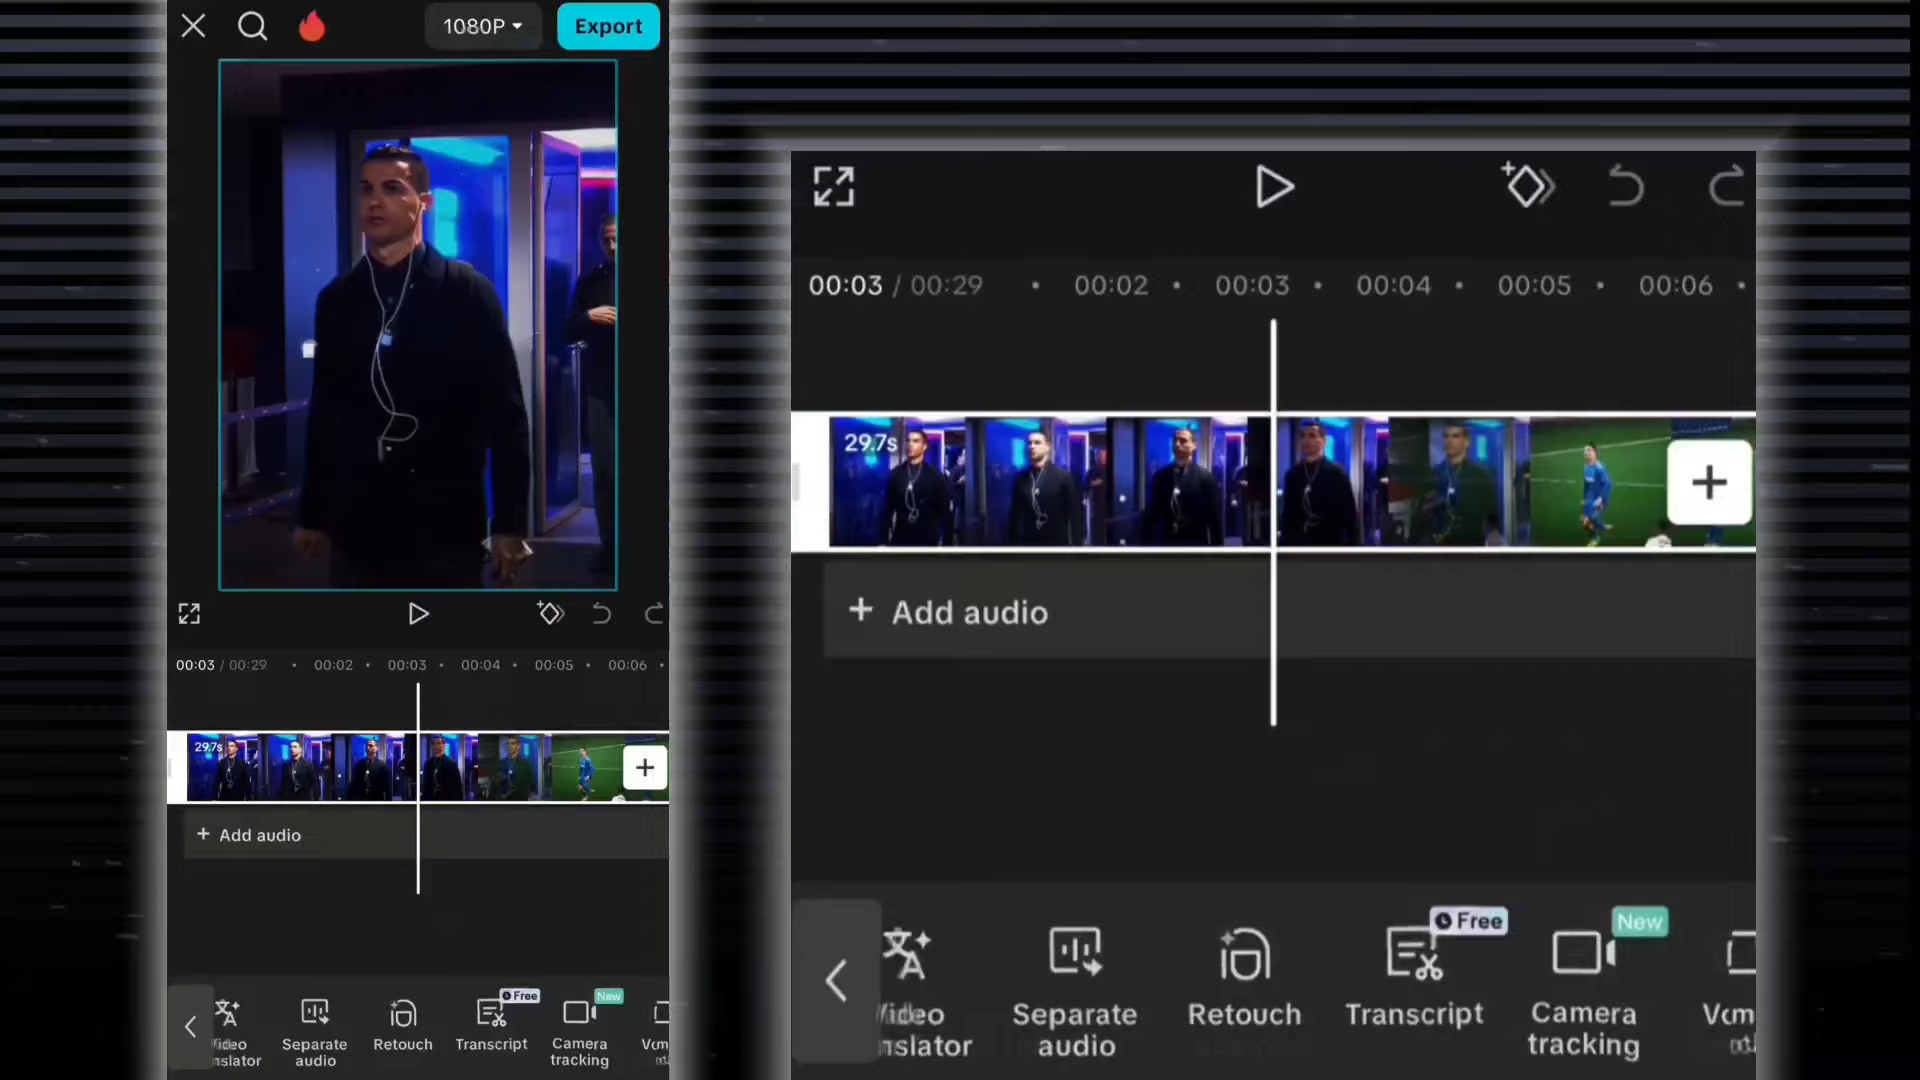 1080P
Export
00:03 / 00:29
00:02
00:03
00:04
00:05
00:06
29.7s
+ Add audio
Separate audio
Retouch
Transcript
Free
Camera tracking
New
00:03 / 00:29
00:02
00:03
00:04
00:05
00:06
29.7s
+ Add audio
Separate audio
Retouch
Transcript
Free
Camera tracking
New